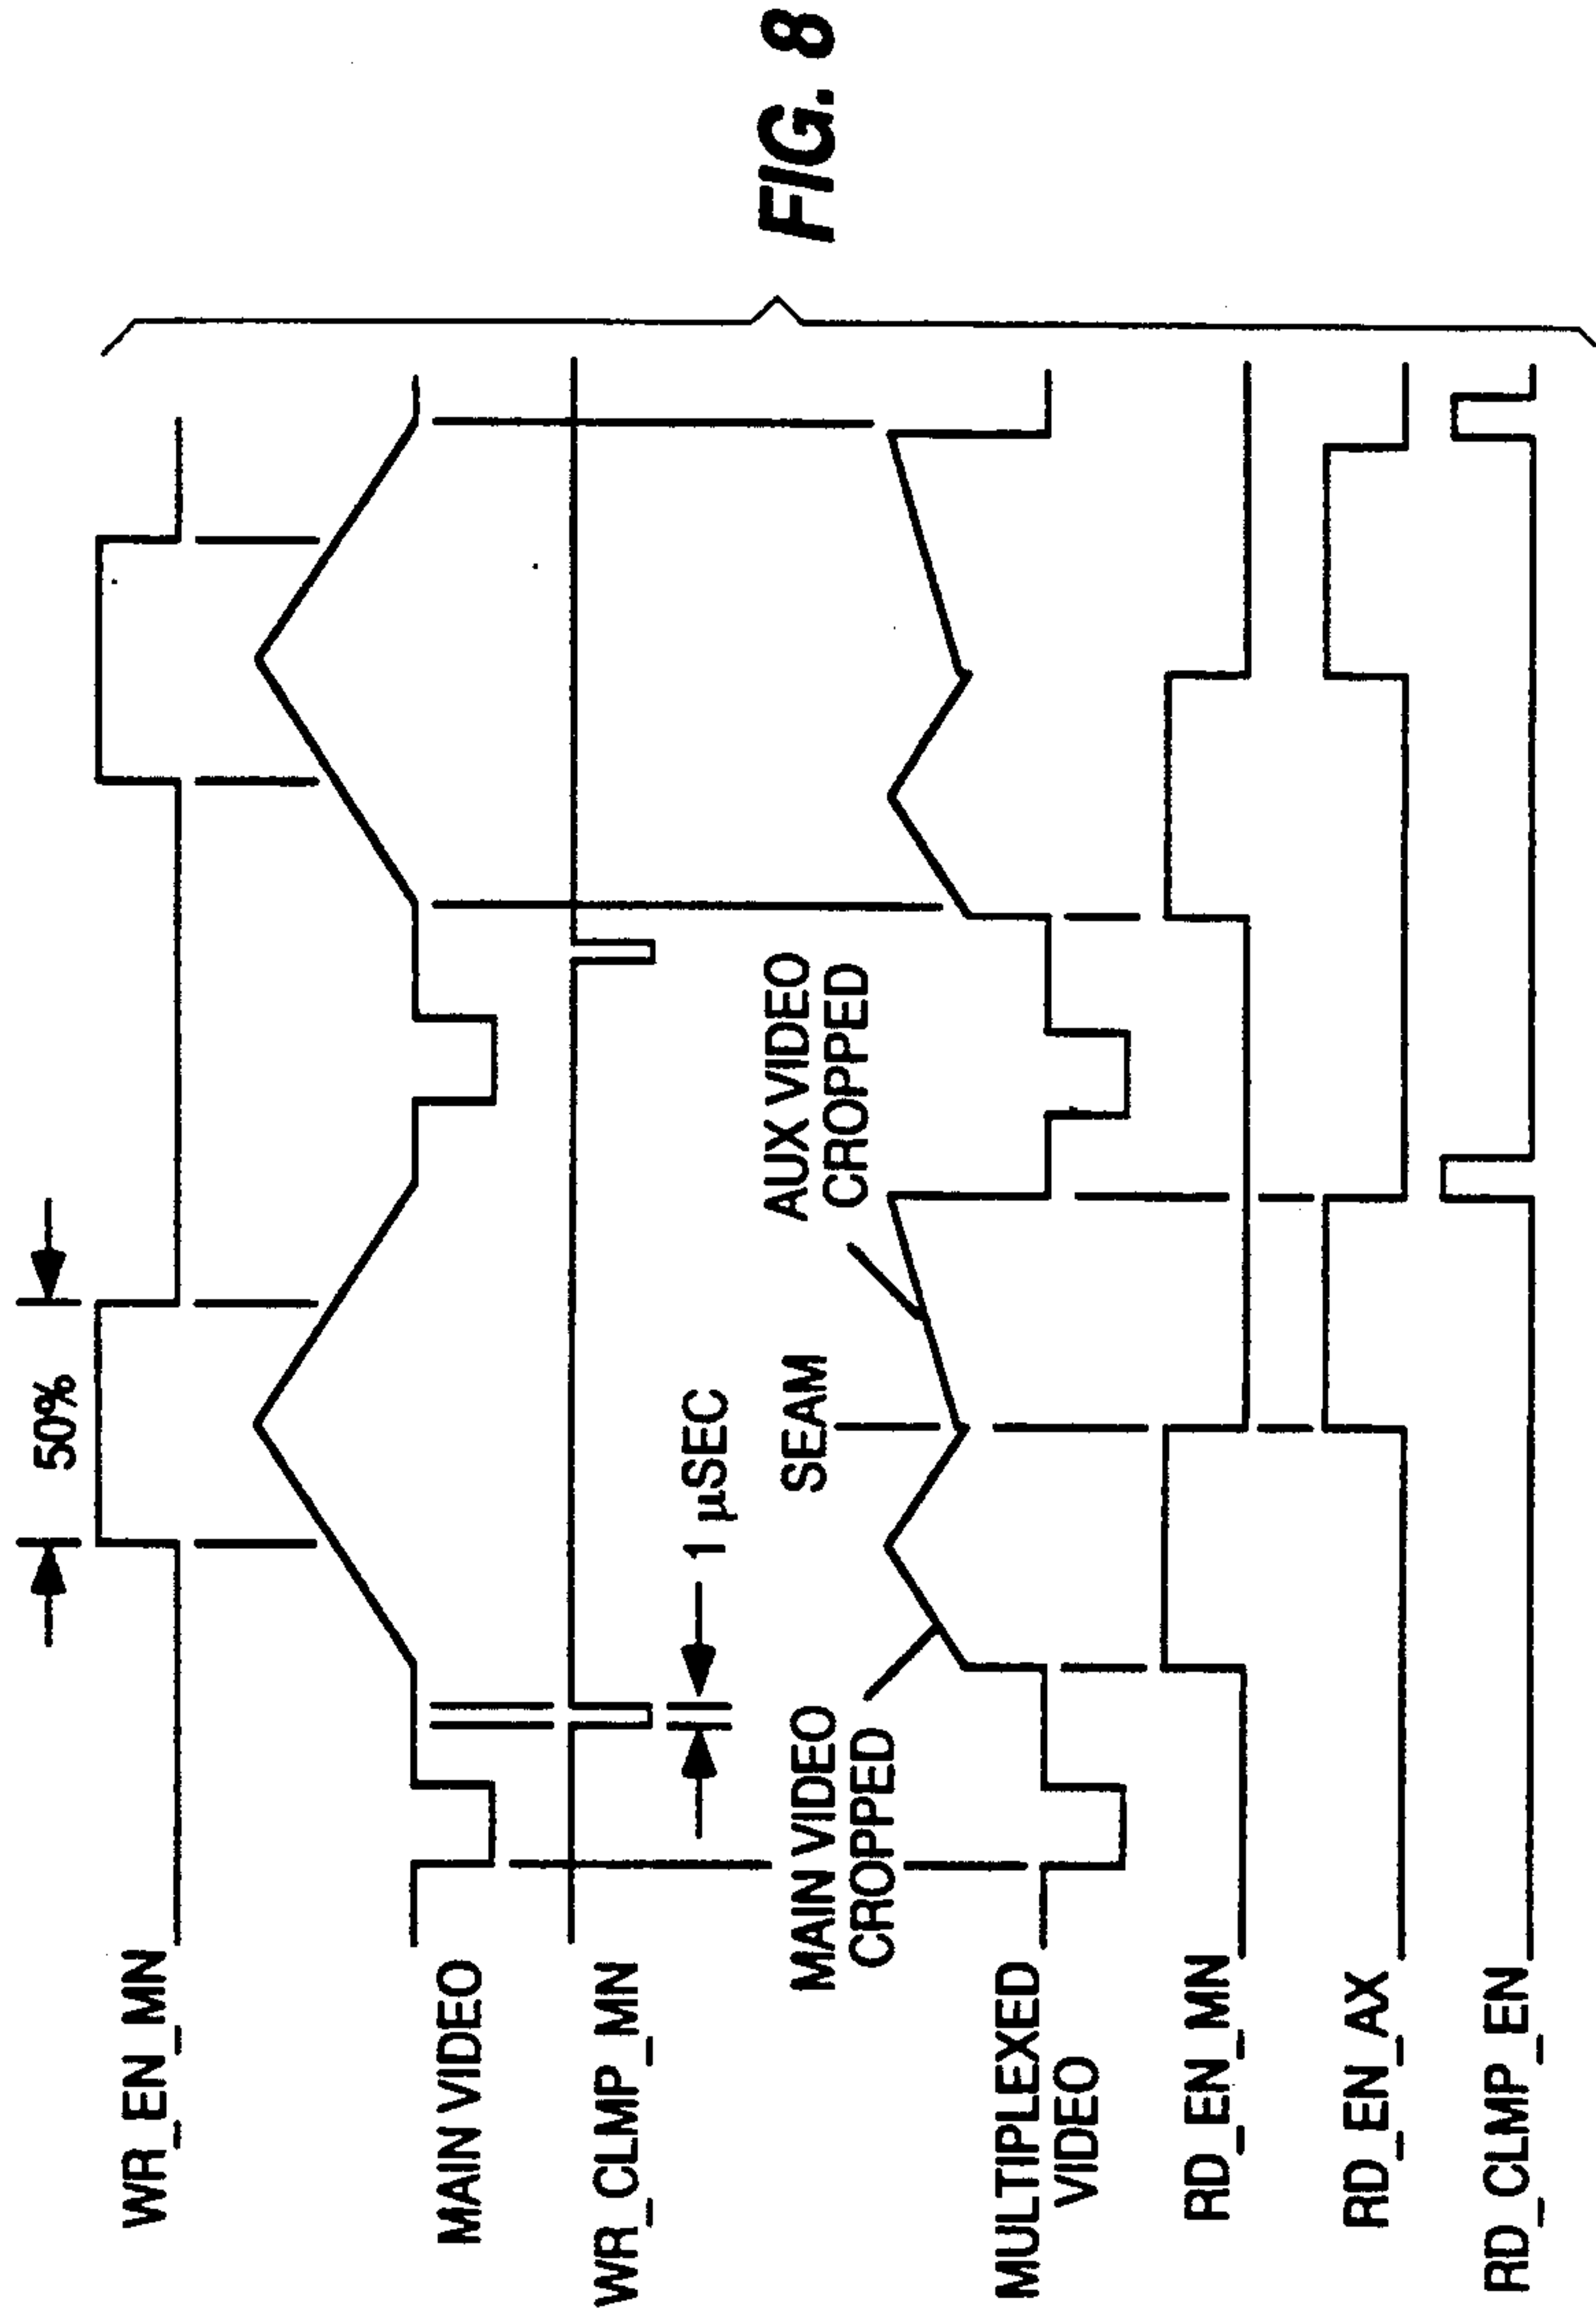 50%
WR_EN_MN
MAIN VIDEO
WR_CLMP_MN
1 μSEC
MAIN VIDEO
CROPPED
SEAM
AUX VIDEO
CROPPED
MULTIPLEXED
VIDEO
RD_EN_MN
RD_EN_AX
RD_CLMP_EN
FIG. 8